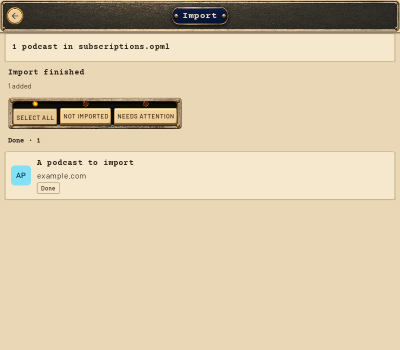 Import
1 podcast in subscriptions.opml
Import finished
1 added
SELECT ALL
NOT IMPORTED
NEEDS ATTENTION
Done · 1
A podcast to import
AP
example.com
Done